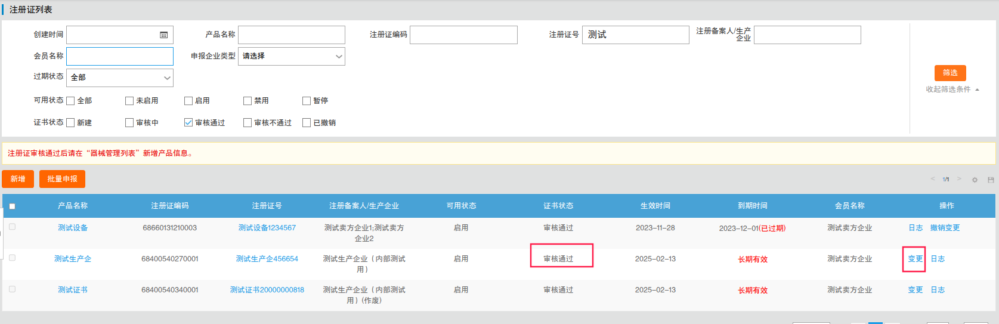 注册证列表
创建时间 产品名称 注册证编码 注册证号 测试 注册备案人/生产
企业
会员名称 申报企业类型 请选择
过期状态 全部
筛选
收起筛选条件
可用状态 全部 未启用 启用 禁用 暂停
证书状态 新建 审核中 审核通过 审核不通过 已撤销
注册证审核通过后请在“器械管理列表”新增产品信息。
新增 批量申报 < 1/1 >
产品名称 注册证编码 注册证号 注册备案人/生产企业 可用状态 证书状态 生效时间 到期时间 会员名称 操作
测试设备 68660131210003 测试设备1234567 测试卖方企业1;测试卖方 启用 审核通过 2023-11-28 2023-12-01(已过期) 测试卖方企业 日志 撤销变更
企业2
测试生产企 68400540270001 测试生产企456654 测试生产企业（内部测试 启用 审核通过 2025-02-13 长期有效 测试卖方企业 变更 日志
用）
测试证书 68400540340001 测试证书20000000818 测试生产企业（内部测试 启用 审核通过 2025-02-13 长期有效 测试卖方企业 变更 日志
用）(作废)